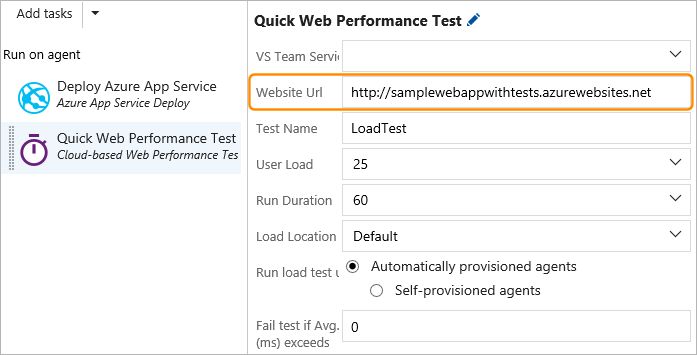 Add tasks
Run on agent
Deploy Azure App Service
Azure App Service Deploy
Quick Web Performance Test
Cloud-based Web Performance Tes
Quick Web Performance Test
VS Team Servic
Website Url http://samplewebappwithtests.azurewebsites.net
Test Name LoadTest
User Load 25
Run Duration 60
Load Location Default
Run load test u Automatically provisioned agents
Self-provisioned agents
Fail test if Avg. 0
(ms) exceeds